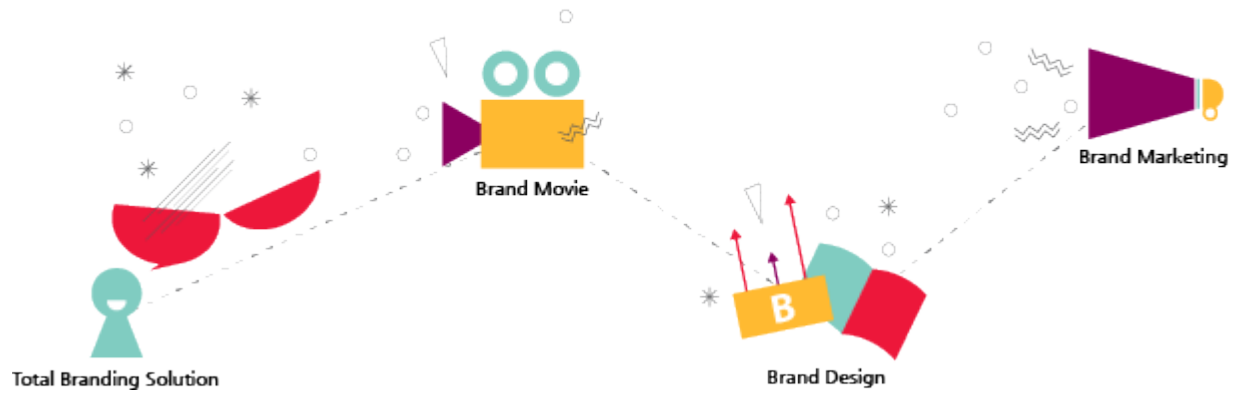 Total Branding Solution
Brand Movie
B
Brand Design
Brand Marketing